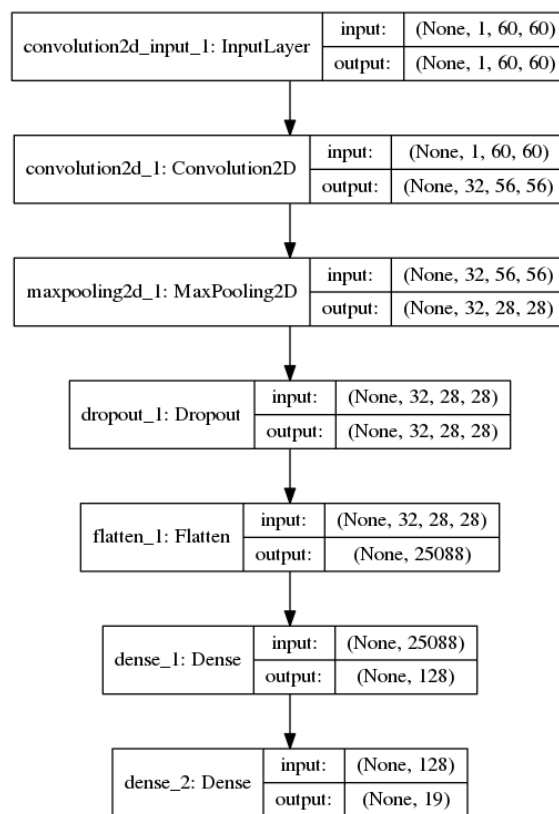 convolution2d_input_1: InputLayer
input: (None, 1, 60, 60)
output: (None, 1, 60, 60)
convolution2d_1: Convolution2D
input: (None, 1, 60, 60)
output: (None, 32, 56, 56)
maxpooling2d_1: MaxPooling2D
input: (None, 32, 56, 56)
output: (None, 32, 28, 28)
dropout_1: Dropout
input: (None, 32, 28, 28)
output: (None, 32, 28, 28)
flatten_1: Flatten
input: (None, 32, 28, 28)
output: (None, 25088)
dense_1: Dense
input: (None, 25088)
output: (None, 128)
dense_2: Dense
input: (None, 128)
output: (None, 19)